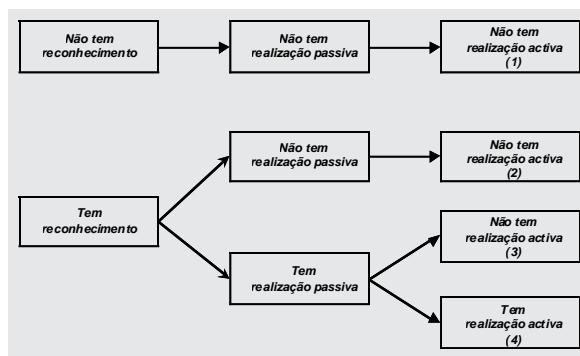 Não tem
reconhecimento
Não tem
realização passiva
Não tem
realização activa
(1)
Não tem
realização passiva
Não tem
realização activa
(2)
Tem
reconhecimento
Não tem
realização activa
(3)
Tem
realização passiva
Tem
realização activa
(4)